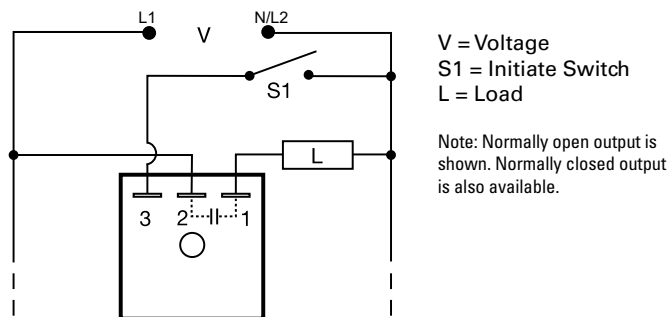 L1
V
N/L2
S1
L
3
2
1
V = Voltage
S1 = Initiate Switch
L = Load
Note: Normally open output is
shown. Normally closed output
is also available.